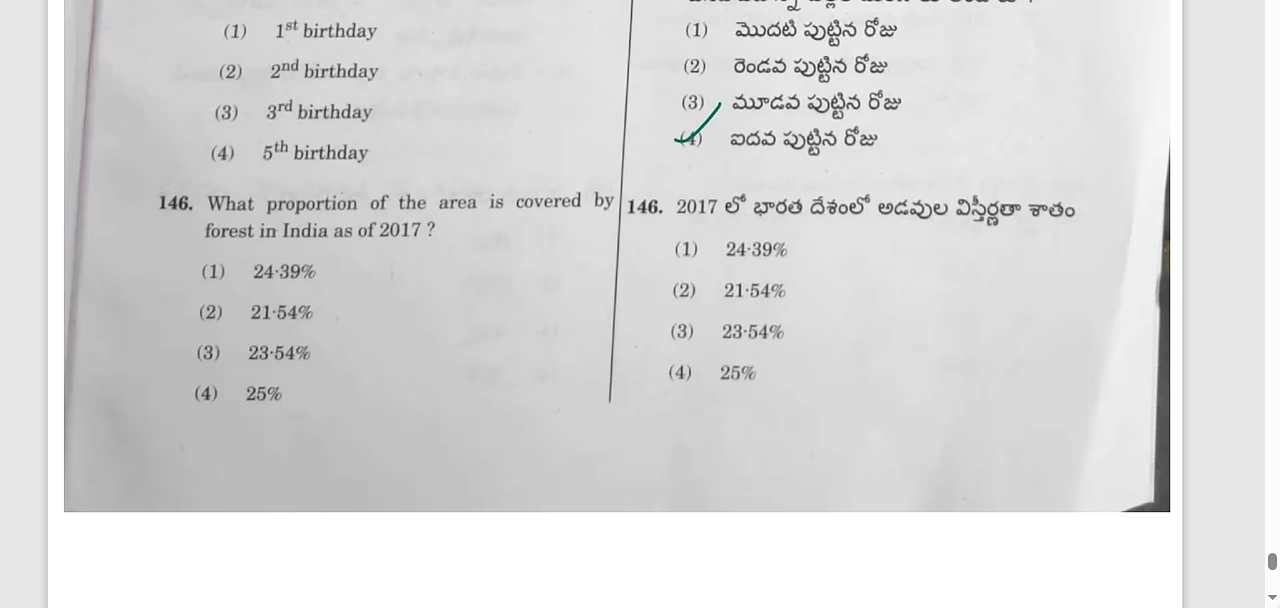 (1) 1st birthday
(2) 2nd birthday
(3) 3rd birthday
(4) 5th birthday
146. What proportion of the area is covered by
forest in India as of 2017 ?
(1) 24·39%
(2) 21·54%
(3) 23·54%
(4) 25%
(1) మొదటి పుట్టిన రోజు
(2) రెండవ పుట్టిన రోజు
(3) మూడవ పుట్టిన రోజు
(4) ఐదవ పుట్టిన రోజు
146. 2017 లో భారత దేశంలో అడవుల విస్తీర్ణతా శాతం
(1) 24·39%
(2) 21·54%
(3) 23·54%
(4) 25%